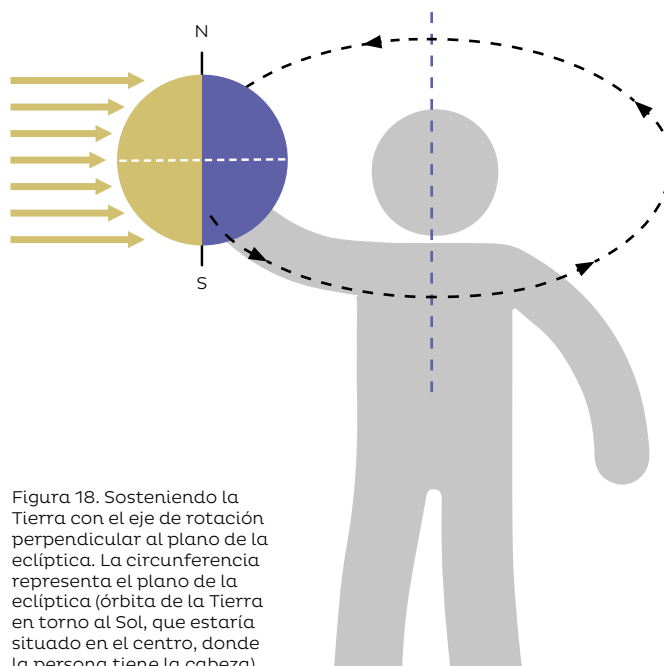 N
S
Figura 18. Sosteniendo la
Tierra con el eje de rotación
perpendicular al plano de la
eclíptica. La circunferencia
representa el plano de la
eclíptica (órbita de la Tierra
en torno al Sol, que estaría
situado en el centro, donde
la persona tiene la cabeza)